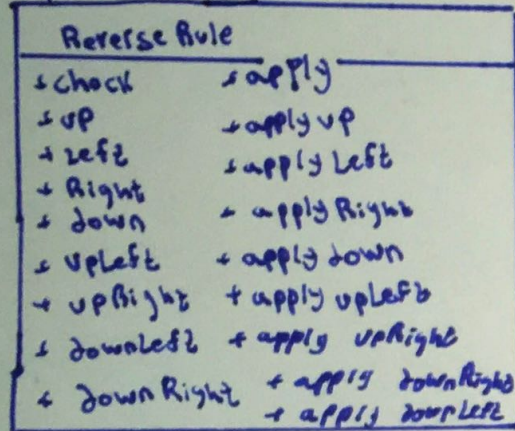 Reverse Rule
+ chack + apply
+ up + apply up
+ Left + apply Left
+ Right + apply Right
+ down + apply down
+ upLeft + apply upLeft
+ upRight + apply upRight
+ downLeft + apply downRight
+ downRight + apply downLeft